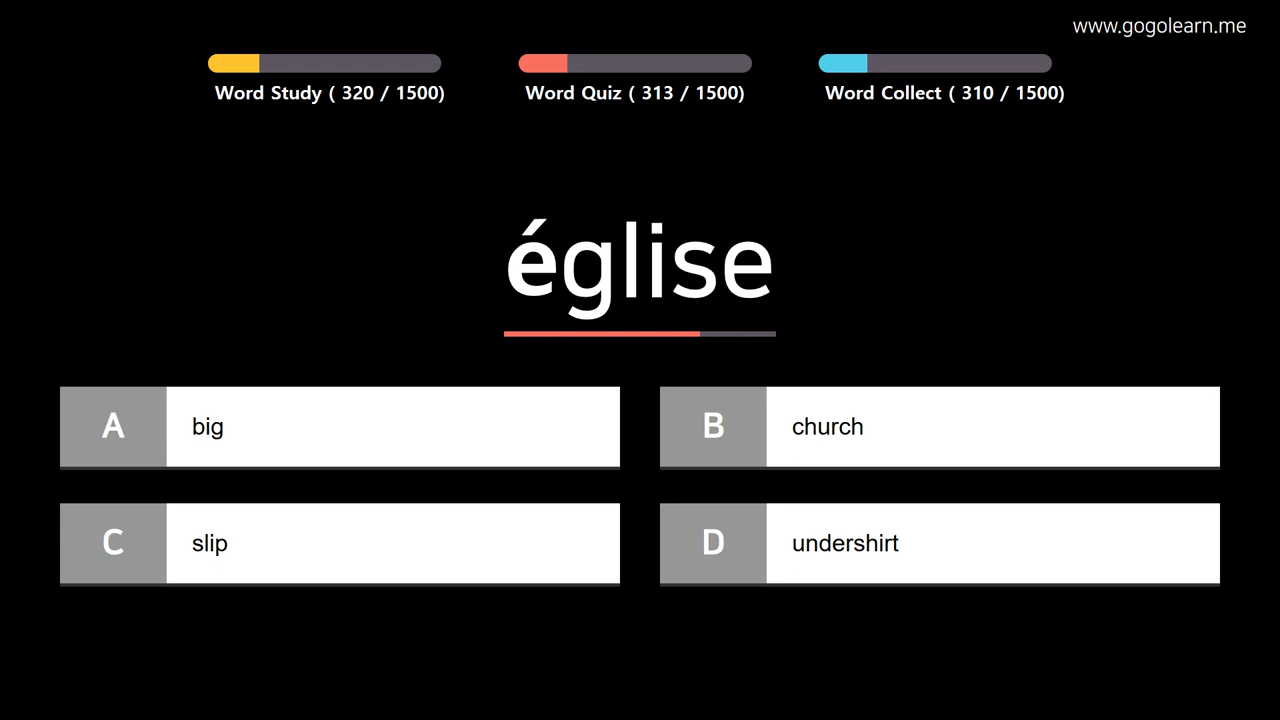 www.gogolearn.me
Word Study ( 320 / 1500)
Word Quiz ( 313 / 1500)
Word Collect ( 310 / 1500)
église
A big
B church
C slip
D undershirt